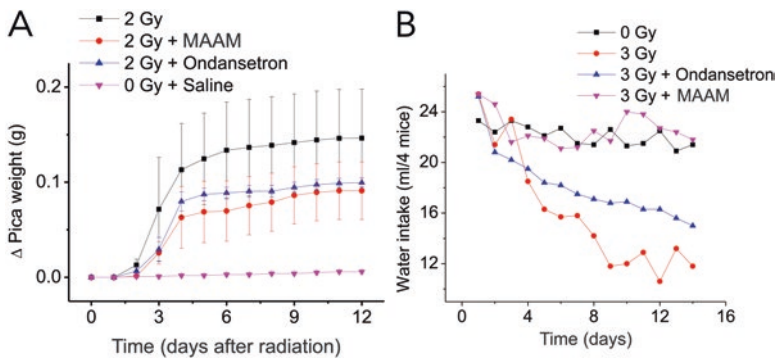 A
2 Gy
2 Gy + MAAM
2 Gy + Ondansetron
0 Gy + Saline
0.2
0.1
0.0
Δ Pica weight (g)
0 3 6 9 12
Time (days after radiation)
B
0 Gy
3 Gy
3 Gy + Ondansetron
3 Gy + MAAM
24
20
16
12
Water intake (ml/4 mice)
0 4 8 12 16
Time (days)